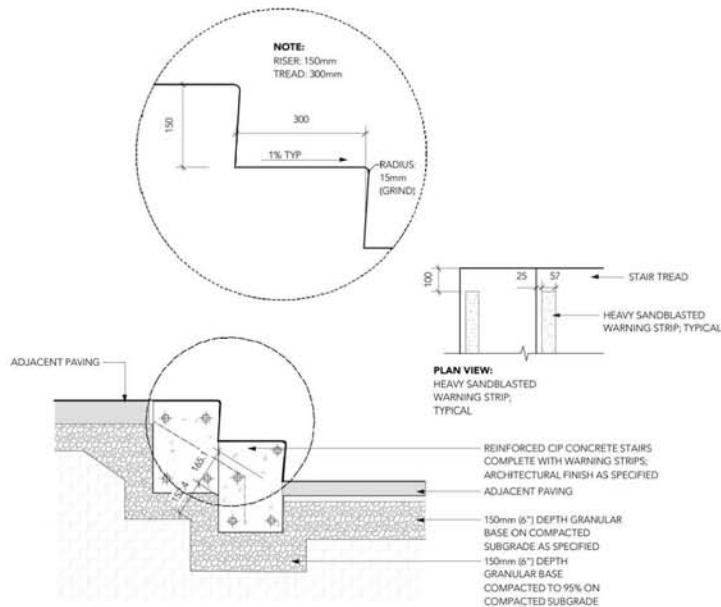 NOTE:
RISER: 150mm
TREAD: 300mm
150
300
1% TYP
RADIUS:
15mm
(GRIND)
100
25
57
STAIR TREAD
HEAVY SANDBLASTED
WARNING STRIP; TYPICAL
PLAN VIEW:
HEAVY SANDBLASTED
WARNING STRIP;
TYPICAL
ADJACENT PAVING
165.1
152.4
REINFORCED CIP CONCRETE STAIRS
COMPLETE WITH WARNING STRIPS;
ARCHITECTURAL FINISH AS SPECIFIED
ADJACENT PAVING
150mm (6") DEPTH GRANULAR
BASE ON COMPACTED
SUBGRADE AS SPECIFIED
150mm (6") DEPTH
GRANULAR BASE
COMPACTED TO 95% ON
COMPACTED SUBGRADE